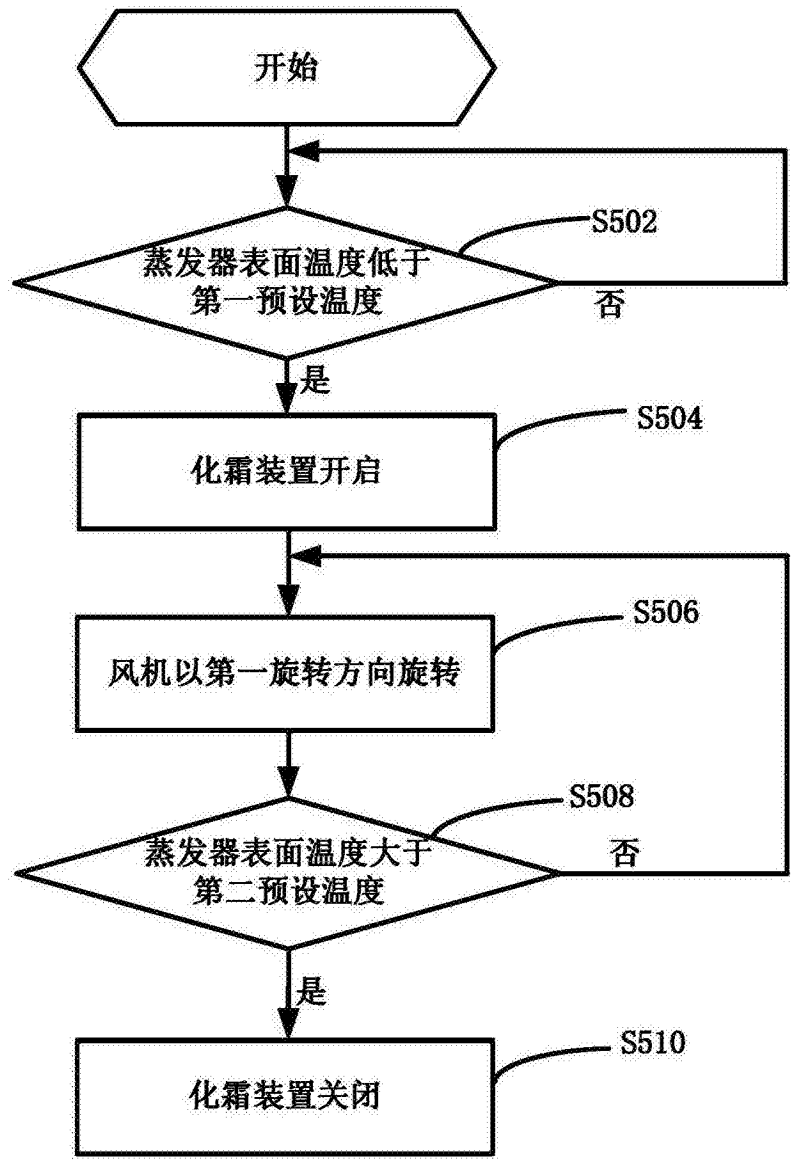 开始
S502
蒸发器表面温度低于
第一预设温度
否
是
S504
化霜装置开启
S506
风机以第一旋转方向旋转
S508
蒸发器表面温度大于
第二预设温度
否
是
S510
化霜装置关闭